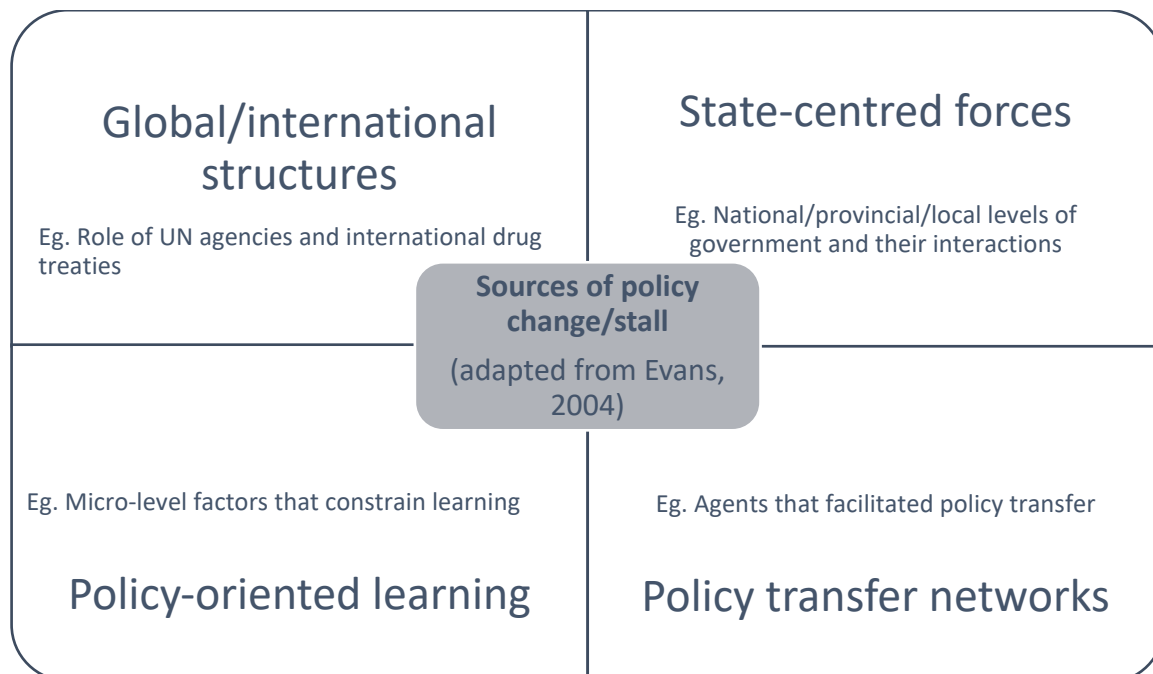 Global/international
structures
Eg. Role of UN agencies and international drug
treaties
State-centred forces
Eg. National/provincial/local levels of
government and their interactions
Sources of policy
change/stall
(adapted from Evans,
2004)
Eg. Micro-level factors that constrain learning
Policy-oriented learning
Eg. Agents that facilitated policy transfer
Policy transfer networks